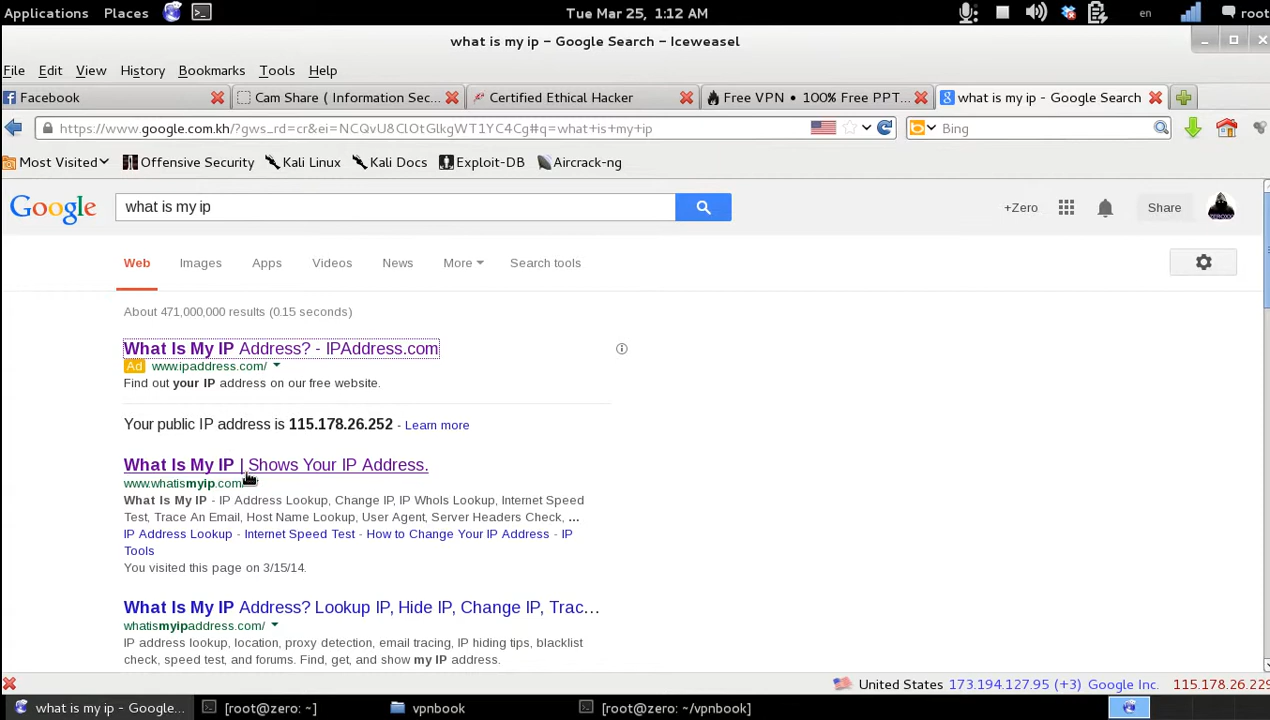 Applications Places Tue Mar 25, 1:12 AM en root
what is my ip – Google Search – Iceweasel
File Edit View History Bookmarks Tools Help
Facebook Cam Share ( Information Sec... Certified Ethical Hacker Free VPN • 100% Free PPT... what is my ip - Google Search
https://www.google.com.kh/?gws_rd=cr&ei=NCQvU8ClOtGlkgWT1YC4Cg#q=what+is+my+ip Bing
Most Visited Offensive Security Kali Linux Kali Docs Exploit-DB Aircrack-ng
Google what is my ip +Zero Share
Web Images Apps Videos News More Search tools
About 471,000,000 results (0.15 seconds)
What Is My IP Address? - IPAddress.com
Ad www.ipaddress.com/
Find out your IP address on our free website.
Your public IP address is 115.178.26.252 - Learn more
What Is My IP | Shows Your IP Address.
www.whatismyip.com/
What Is My IP - IP Address Lookup, Change IP, IP WhoIs Lookup, Internet Speed
Test, Trace An Email, Host Name Lookup, User Agent, Server Headers Check, ...
IP Address Lookup - Internet Speed Test - How to Change Your IP Address - IP
Tools
You visited this page on 3/15/14.
What Is My IP Address? Lookup IP, Hide IP, Change IP, Trac...
whatismyipaddress.com/
IP address lookup, location, proxy detection, email tracing, IP hiding tips, blacklist
check, speed test, and forums. Find, get, and show my IP address.
United States 173.194.127.95 (+3) Google Inc. 115.178.26.229
what is my ip - Google... [root@zero: ~] vpnbook [root@zero: ~/vpnbook]